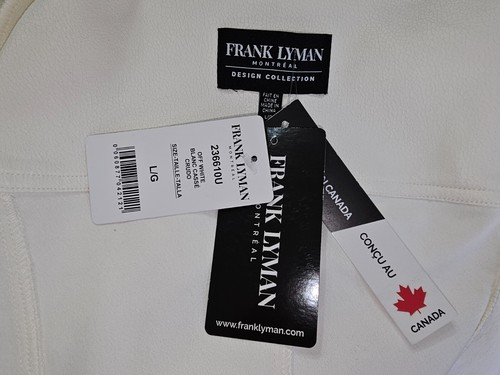 FRANK LYMAN
MONTRÉAL
DESIGN COLLECTION
FAIT EN
CHINE
MADE IN
CHINA
FRANK LYMAN
MONTRÉAL
236610U
OFF WHITE
BLANC CASSÉ
CRUDO
SIZE-TAILLE-TALLA
L/G
FRANK LYMAN
MONTRÉAL
www.franklyman.com
CANADA
CONÇU AU
CANADA